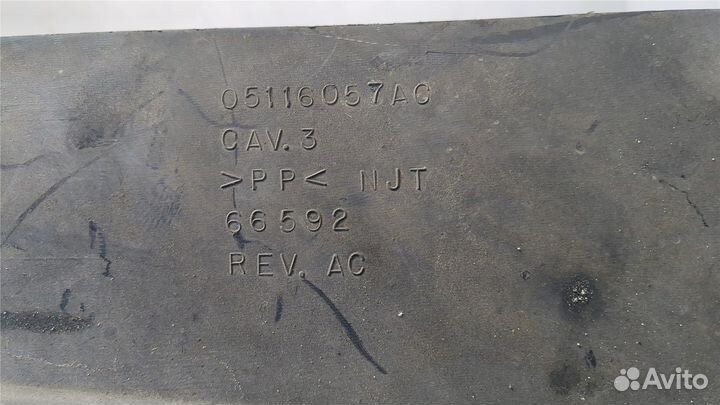 05116057AC
CAV. 3
>PP< NJT
66592
REV. AC
Avito